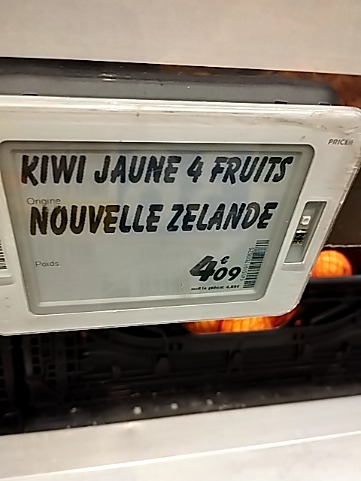 PRICER
KIWI JAUNE 4 FRUITS
Origine
NOUVELLE ZELANDE
Poids
4€09